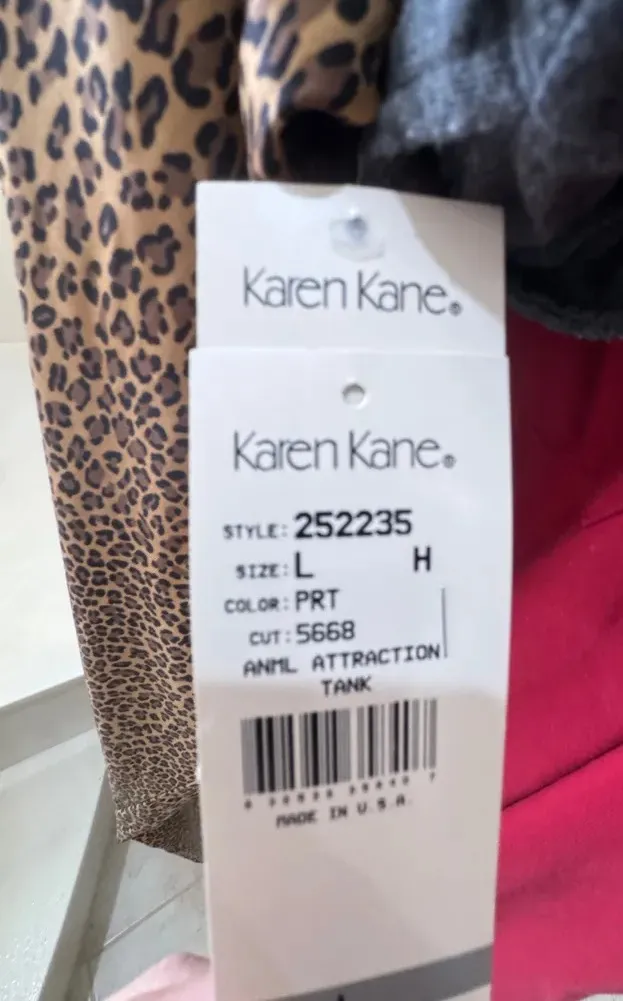 Karen Kane®
Karen Kane®
STYLE: 252235
SIZE: L H
COLOR: PRT
CUT: 5668
ANML ATTRACTION
TANK
MADE IN U.S.A.